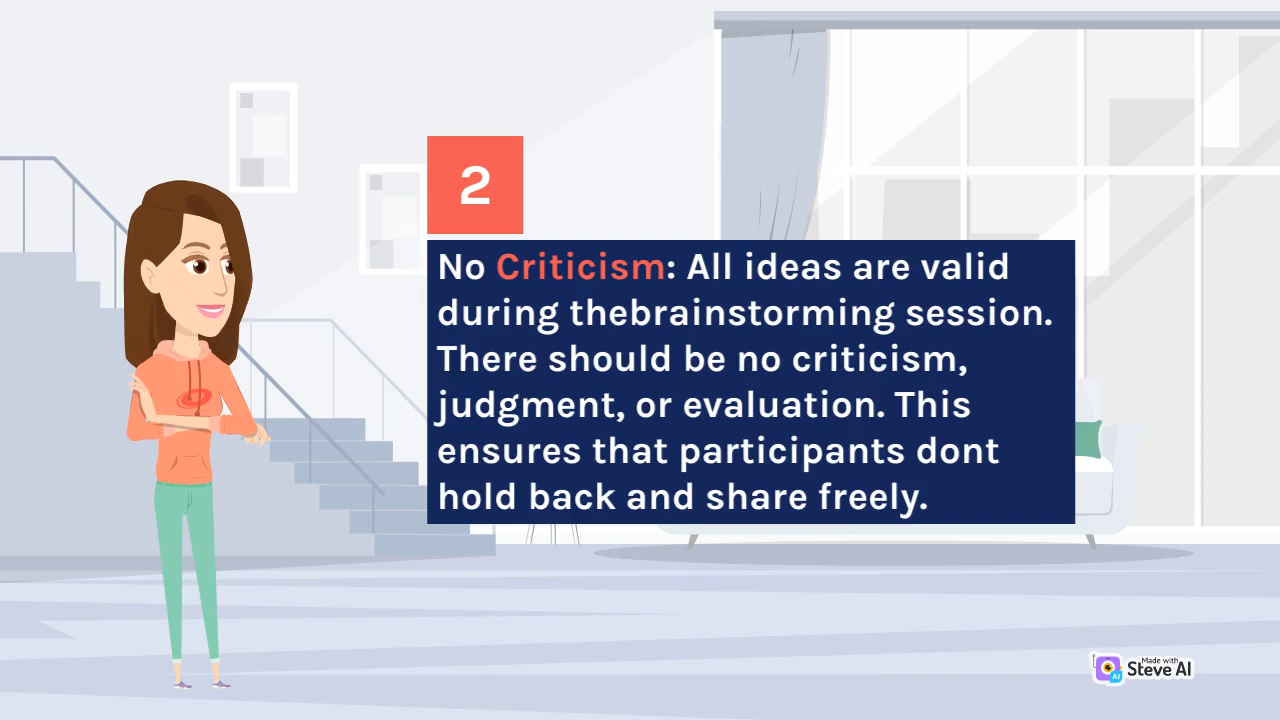 2
No Criticism: All ideas are valid
during thebrainstorming session.
There should be no criticism,
judgment, or evaluation. This
ensures that participants dont
hold back and share freely.
Made with
Steve AI
AI